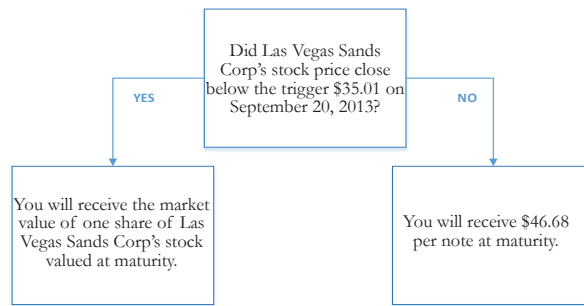 Did Las Vegas Sands
Corp's stock price close
below the trigger $35.01 on
September 20, 2013?
YES
NO
You will receive the market
value of one share of Las
Vegas Sands Corp's stock
valued at maturity.
You will receive $46.68
per note at maturity.